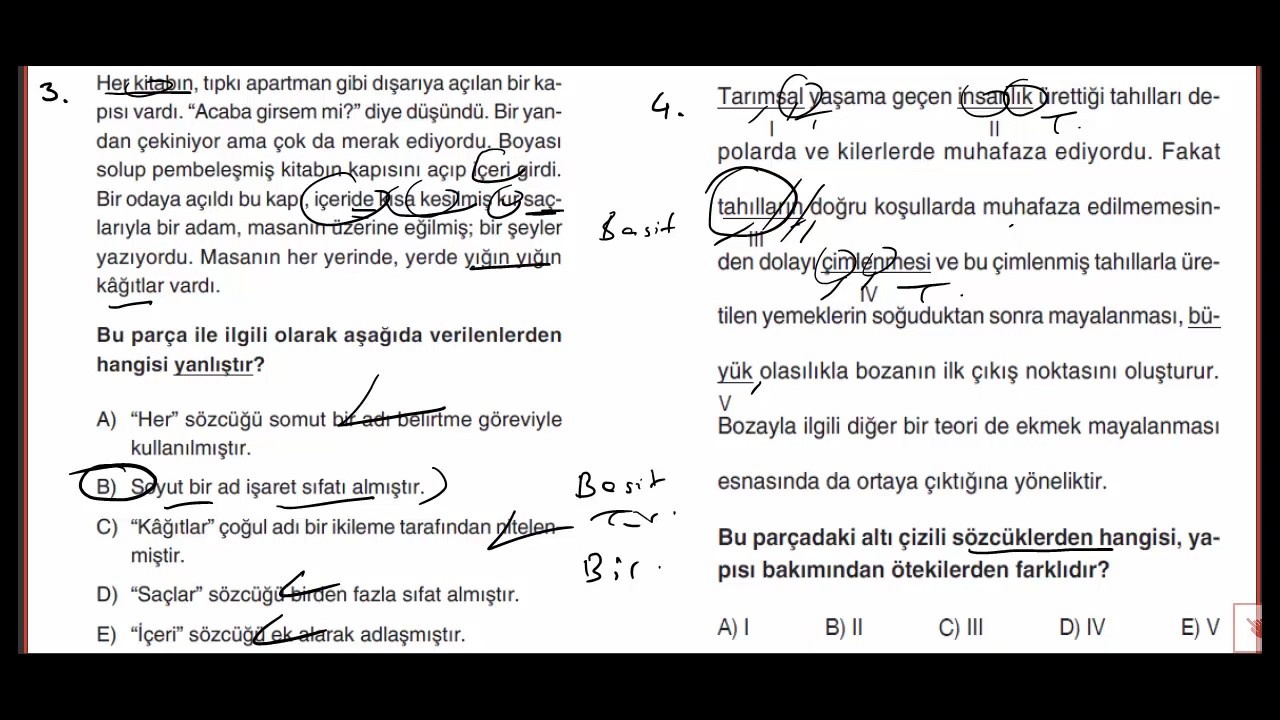 3.
Her kitabın, tıpkı apartman gibi dışarıya açılan bir ka-
pısı vardı. “Acaba girsem mi?” diye düşündü. Bir yan-
dan çekiniyor ama çok da merak ediyordu. Boyası
solup pembeleşmiş kitabın kapısını açıp içeri girdi.
Bir odaya açıldı bu kapı, içeride kısa kesilmiş kır saç-
larıyla bir adam, masanın üzerine eğilmiş; bir şeyler
yazıyordu. Masanın her yerinde, yerde yığın yığın
kâğıtlar vardı.
Bu parça ile ilgili olarak aşağıda verilenlerden
hangisi yanlıştır?
A) “Her” sözcüğü somut bir adı belirtme göreviyle
kullanılmıştır.
B) Soyut bir ad işaret sıfatı almıştır.
C) “Kâğıtlar” çoğul adı bir ikileme tarafından nitelen-
miştir.
D) “Saçlar” sözcüğü birden fazla sıfat almıştır.
E) “İçeri” sözcüğü ek alarak adlaşmıştır.
Basit
Basit
Tür.
Bir.
4.
Tarımsal yaşama geçen insanlık ürettiği tahılları de-
I II T.
polarda ve kilerlerde muhafaza ediyordu. Fakat
tahılların doğru koşullarda muhafaza edilmemesin-
III
den dolayı çimlenmesi ve bu çimlenmiş tahıllarla üre-
IV T.
tilen yemeklerin soğuduktan sonra mayalanması, bü-
yük olasılıkla bozanın ilk çıkış noktasını oluşturur.
V
Bozayla ilgili diğer bir teori de ekmek mayalanması
esnasında da ortaya çıktığına yöneliktir.
Bu parçadaki altı çizili sözcüklerden hangisi, ya-
pısı bakımından ötekilerden farklıdır?
A) I B) II C) III D) IV E) V